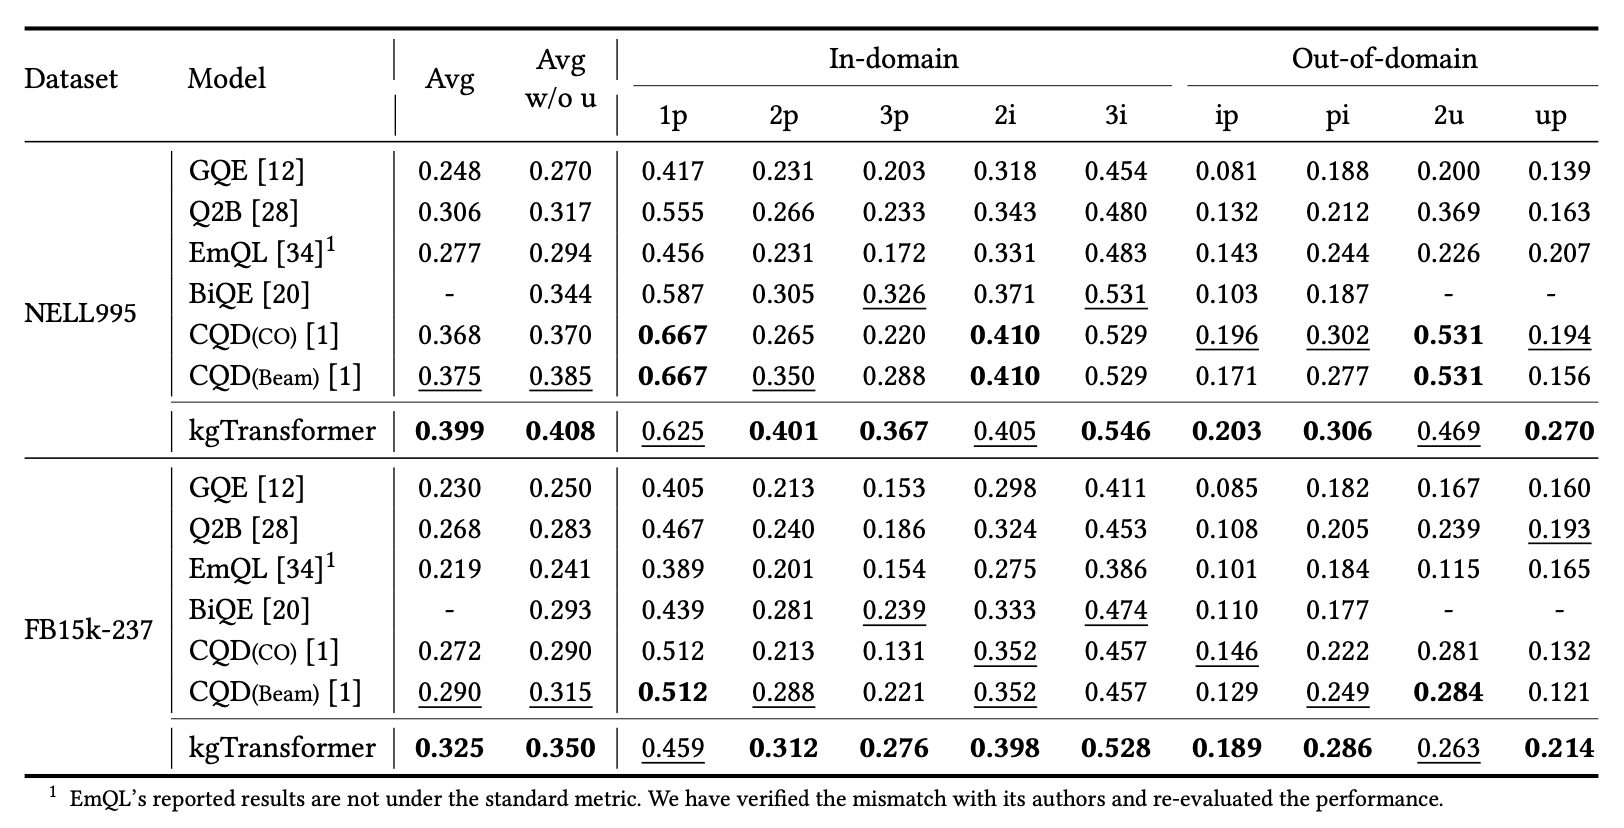 Dataset Model Avg Avg w/o u In-domain Out-of-domain
1p 2p 3p 2i 3i ip pi 2u up
NELL995
GQE [12] 0.248 0.270 0.417 0.231 0.203 0.318 0.454 0.081 0.188 0.200 0.139
Q2B [28] 0.306 0.317 0.555 0.266 0.233 0.343 0.480 0.132 0.212 0.369 0.163
EmQL [34]¹ 0.277 0.294 0.456 0.231 0.172 0.331 0.483 0.143 0.244 0.226 0.207
BiQE [20] - 0.344 0.587 0.305 0.326 0.371 0.531 0.103 0.187 - -
CQD(CO) [1] 0.368 0.370 0.667 0.265 0.220 0.410 0.529 0.196 0.302 0.531 0.194
CQD(Beam) [1] 0.375 0.385 0.667 0.350 0.288 0.410 0.529 0.171 0.277 0.531 0.156
kgTransformer 0.399 0.408 0.625 0.401 0.367 0.405 0.546 0.203 0.306 0.469 0.270
FB15k-237
GQE [12] 0.230 0.250 0.405 0.213 0.153 0.298 0.411 0.085 0.182 0.167 0.160
Q2B [28] 0.268 0.283 0.467 0.240 0.186 0.324 0.453 0.108 0.205 0.239 0.193
EmQL [34]¹ 0.219 0.241 0.389 0.201 0.154 0.275 0.386 0.101 0.184 0.115 0.165
BiQE [20] - 0.293 0.439 0.281 0.239 0.333 0.474 0.110 0.177 - -
CQD(CO) [1] 0.272 0.290 0.512 0.213 0.131 0.352 0.457 0.146 0.222 0.281 0.132
CQD(Beam) [1] 0.290 0.315 0.512 0.288 0.221 0.352 0.457 0.129 0.249 0.284 0.121
kgTransformer 0.325 0.350 0.459 0.312 0.276 0.398 0.528 0.189 0.286 0.263 0.214
¹ EmQL's reported results are not under the standard metric. We have verified the mismatch with its authors and re-evaluated the performance.